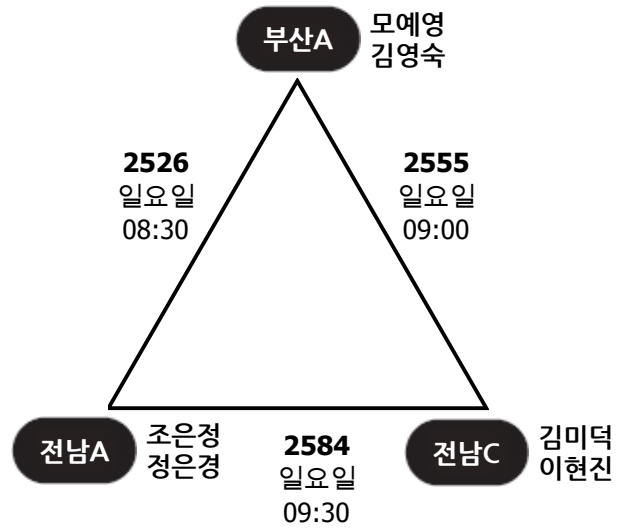 부산A
모예영
김영숙
2526
일요일
08:30
2555
일요일
09:00
전남A
조은정
정은경
2584
일요일
09:30
전남C
김미덕
이현진